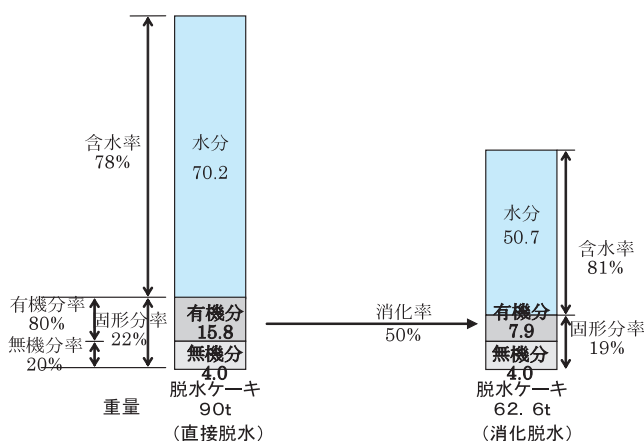 含水率
78%
水分
70.2
有機分率
80%
固形分率
22%
無機分率
20%
有機分
15.8
無機分
4.0
重量
脱水ケーキ
90t
（直接脱水）
消化率
50%
水分
50.7
含水率
81%
有機分
7.9
固形分率
19%
無機分
4.0
脱水ケーキ
62.6t
（消化脱水）